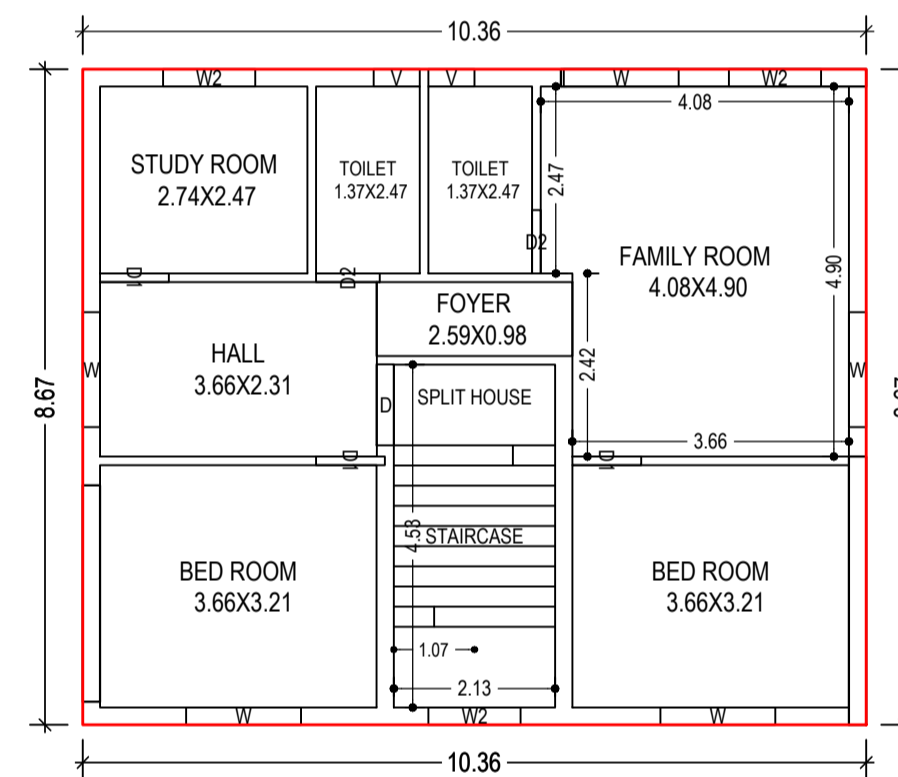 10.36
W2
V
V
W
W2
4.08
STUDY ROOM
2.74X2.47
TOILET
1.37X2.47
TOILET
1.37X2.47
2.47
D2
FAMILY ROOM
4.08X4.90
4.90
D1
D2
FOYER
2.59X0.98
HALL
3.66X2.31
2.42
W
W
8.67
SPLIT HOUSE
D
3.66
D1
D1
4.53
STAIRCASE
BED ROOM
3.66X3.21
BED ROOM
3.66X3.21
1.07
2.13
W
W2
W
10.36